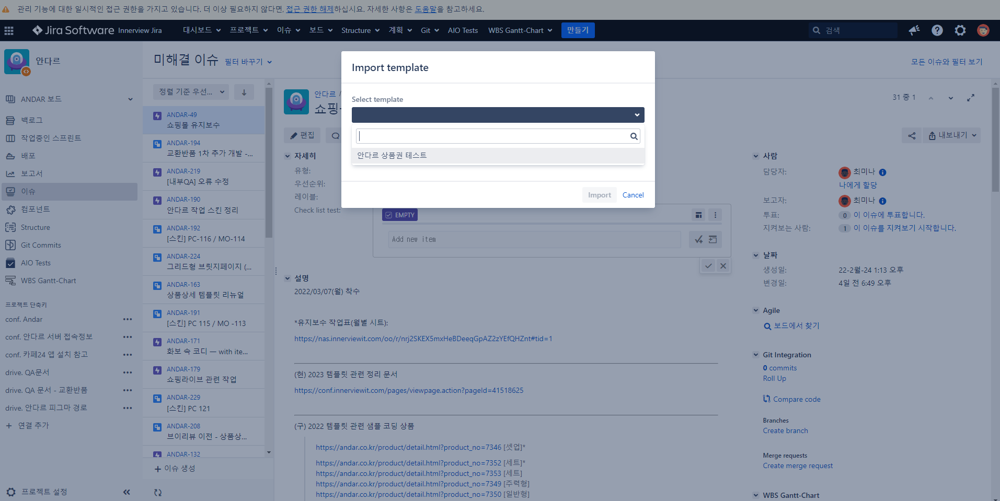 관리 기능에 대한 일시적인 접근 권한을 가지고 있습니다. 더 이상 필요하지 않다면, 접근 권한 해제하십시요. 자세한 사항은 도움말을 참고하세요.
Jira Software Innerview Jira 대시보드 프로젝트 이슈 보드 Structure 계획 Git AIO Tests WBS Gantt-Chart 만들기 검색
안다르
ANDAR 보드
백로그
작업중인 스프린트
배포
보고서
이슈
컴포넌트
Structure
Git Commits
AIO Tests
WBS Gantt-Chart
프로젝트 단축키
conf. Andar
conf. 안다르 서버 접속정보
conf. 카페24 앱 설치 참고
drive. QA문서
drive. QA 문서 - 교환반품
drive. 안다르 피그마 경로
연결 추가
프로젝트 설정
미해결 이슈 필터 바꾸기
모든 이슈와 필터 보기
정렬 기준 우선...
ANDAR-49
쇼핑몰 유지보수
ANDAR-194
교환반품 1차 추가 개발 -...
ANDAR-219
[내부QA] 오류 수정
ANDAR-190
안다르 작업 스킨 정리
ANDAR-192
[스킨] PC-116 / MO-114
ANDAR-224
그리드형 브릿지페이지 (...
ANDAR-163
상품상세 템플릿 리뉴얼
ANDAR-191
[스킨] PC 115 / MO -113
ANDAR-171
화보 속 코디 — with ite...
ANDAR-179
쇼핑라이브 관련 작업
ANDAR-229
[스킨] PC 121
ANDAR-208
브이리뷰 이전 - 상품상...
ANDAR-132
이슈 생성
안다르 /
쇼핑
31 중 1
편집
내보내기
Import template
Select template
안다르 상품권 테스트
Import Cancel
자세히
유형:
우선순위:
레이블:
Check list test:
EMPTY
Add new item
설명
2022/03/07(월) 착수
*유지보수 작업표(월별 시트):
https://nas.innerviewit.com/oo/r/nrj2SKEX5mxHeBDeeqGpAZ2zYEfQHZnt#tid=1
(현) 2023 템플릿 관련 정리 문서
https://conf.innerviewit.com/pages/viewpage.action?pageId=41518625
(구) 2022 템플릿 관련 샘플 코딩 상품
https://andar.co.kr/product/detail.html?product_no=7346 [셋업]*
https://andar.co.kr/product/detail.html?product_no=7352 [세트]*
https://andar.co.kr/product/detail.html?product_no=7353 [세트]
https://andar.co.kr/product/detail.html?product_no=7349 [주력형]
https://andar.co.kr/product/detail.html?product_no=7350 [일반형]
사람
담당자: 최미나
나에게 할당
보고자: 최미나
투표: 0 이 이슈에 투표합니다.
지켜보는 사람: 1 이 이슈를 지켜보기 시작합니다.
날짜
생성일: 22-2월-24 1:13 오후
변경일: 4일 전 6:49 오후
Agile
보드에서 찾기
Git Integration
0 commits
Roll Up
Compare code
Branches
Create branch
Merge requests
Create merge request
WBS Gantt-Chart